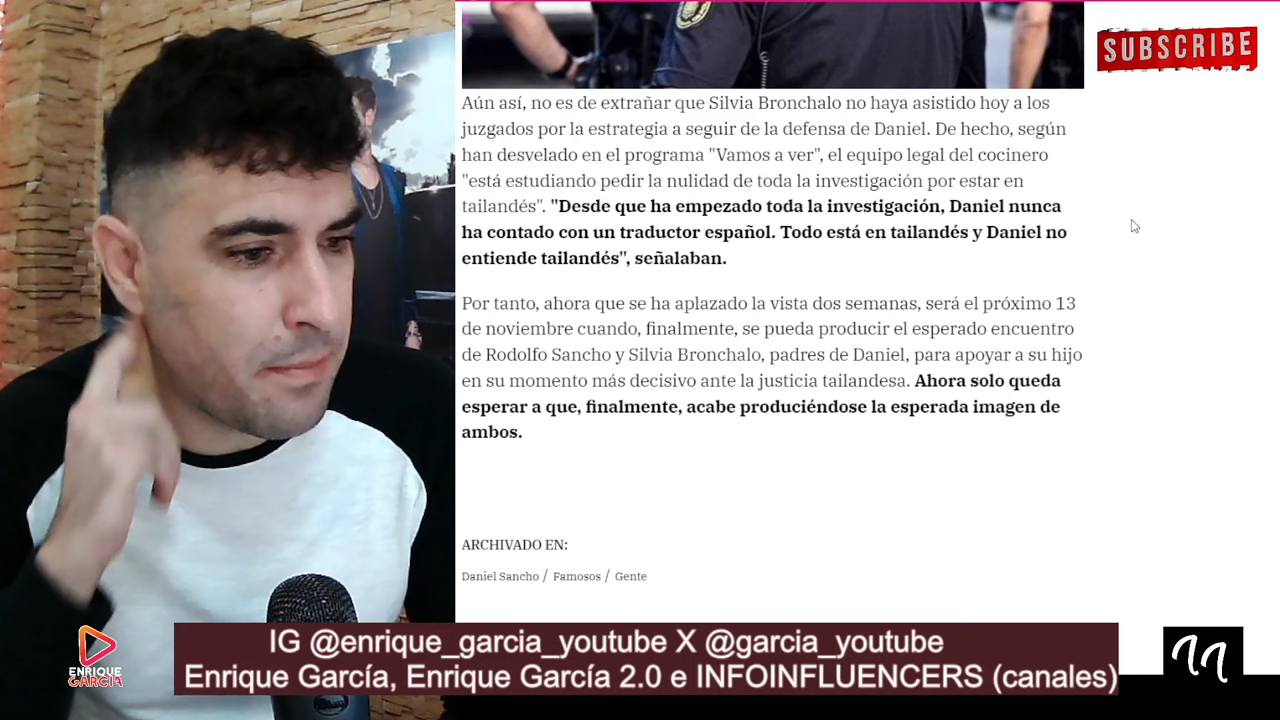 SUBSCRIBE
Aún así, no es de extrañar que Silvia Bronchalo no haya asistido hoy a los
juzgados por la estrategia a seguir de la defensa de Daniel. De hecho, según
han desvelado en el programa "Vamos a ver", el equipo legal del cocinero
"está estudiando pedir la nulidad de toda la investigación por estar en
tailandés". "Desde que ha empezado toda la investigación, Daniel nunca
ha contado con un traductor español. Todo está en tailandés y Daniel no
entiende tailandés", señalaban.
Por tanto, ahora que se ha aplazado la vista dos semanas, será el próximo 13
de noviembre cuando, finalmente, se pueda producir el esperado encuentro
de Rodolfo Sancho y Silvia Bronchalo, padres de Daniel, para apoyar a su hijo
en su momento más decisivo ante la justicia tailandesa. Ahora solo queda
esperar a que, finalmente, acabe produciéndose la esperada imagen de
ambos.
ARCHIVADO EN:
Daniel Sancho / Famosos / Gente
ENRIQUE
GARCÍA
IG @enrique_garcia_youtube X @garcia_youtube
Enrique García, Enrique García 2.0 e INFOINFLUENCERS (canales)